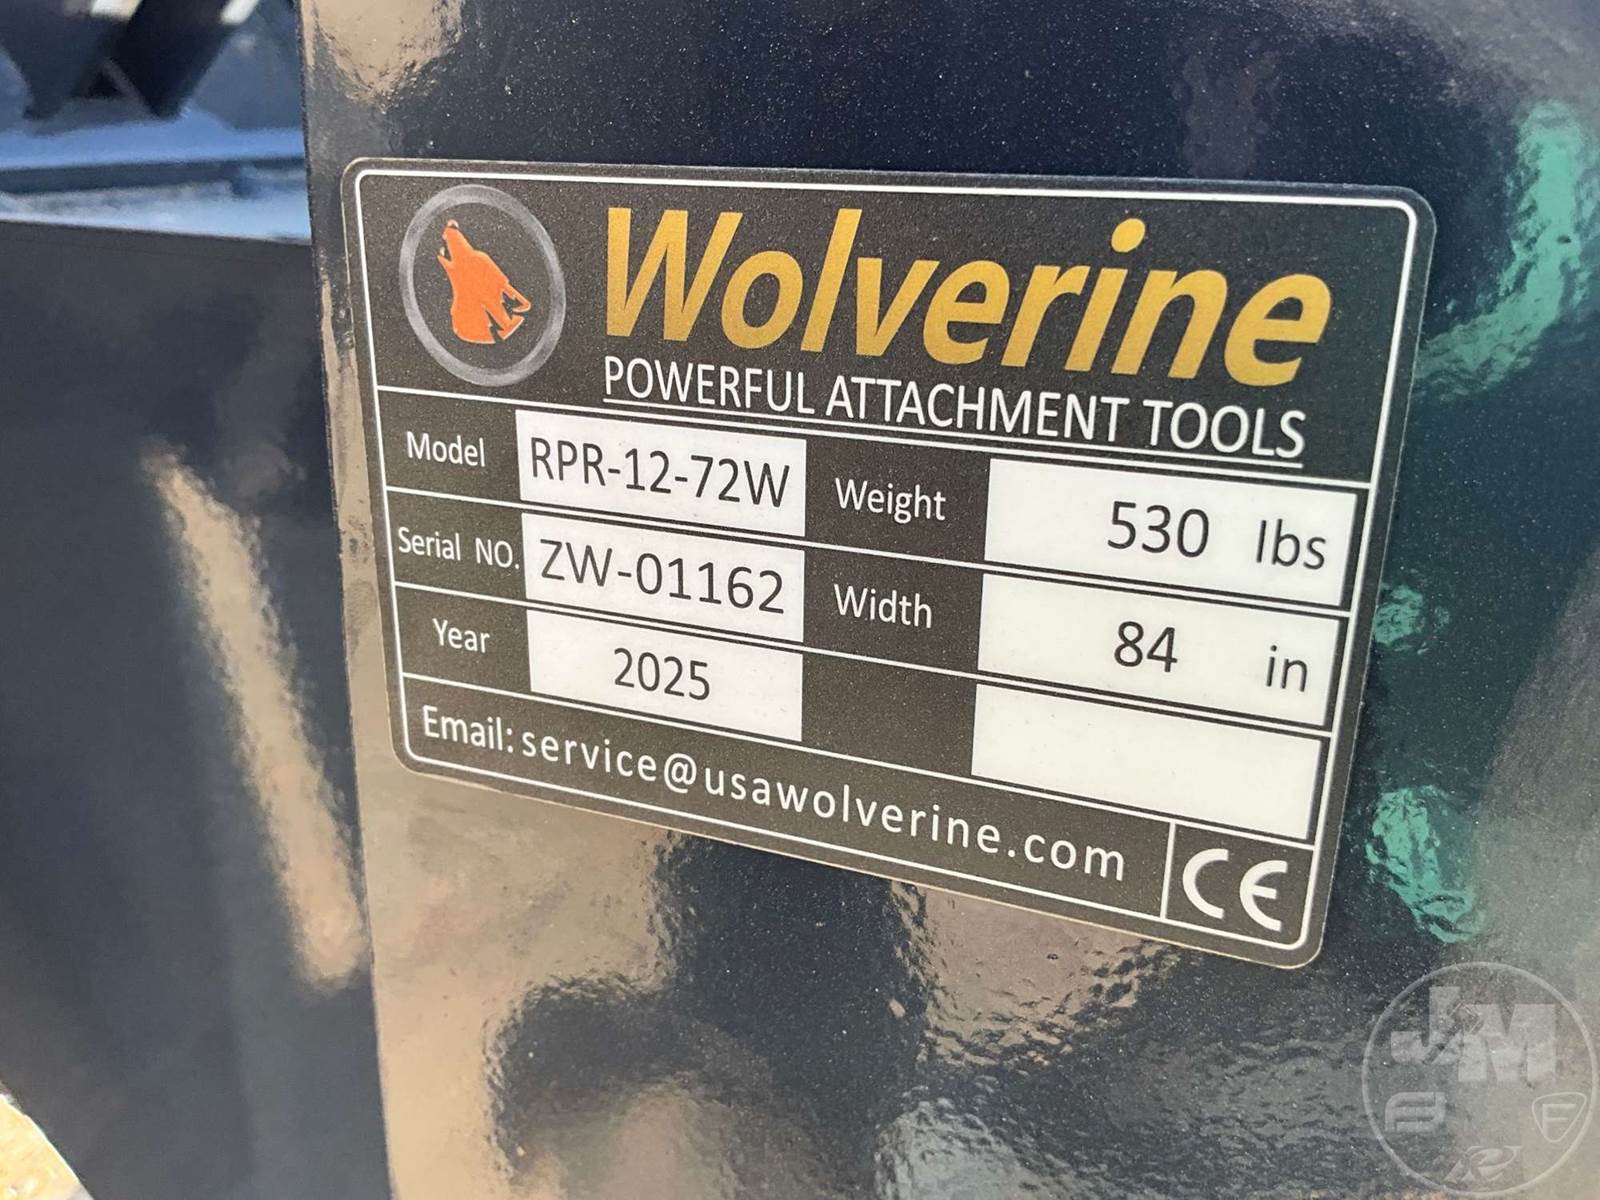 Wolverine
POWERFUL ATTACHMENT TOOLS
Model RPR-12-72W Weight 530 lbs
Serial NO. ZW-01162 Width 84 in
Year 2025
Email: service@usawolverine.com
CE
JM